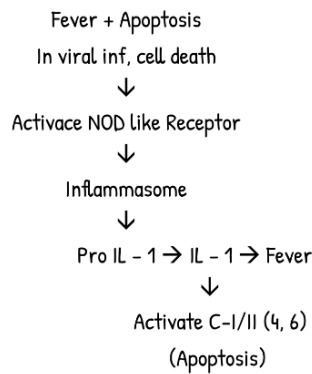 Fever + Apoptosis
In viral inf, cell death
↓
Activace NOD like Receptor
↓
Inflammasome
↓
Pro IL - 1 → IL - 1 → Fever
↓
Activate C-I/II (4, 6)
(Apoptosis)